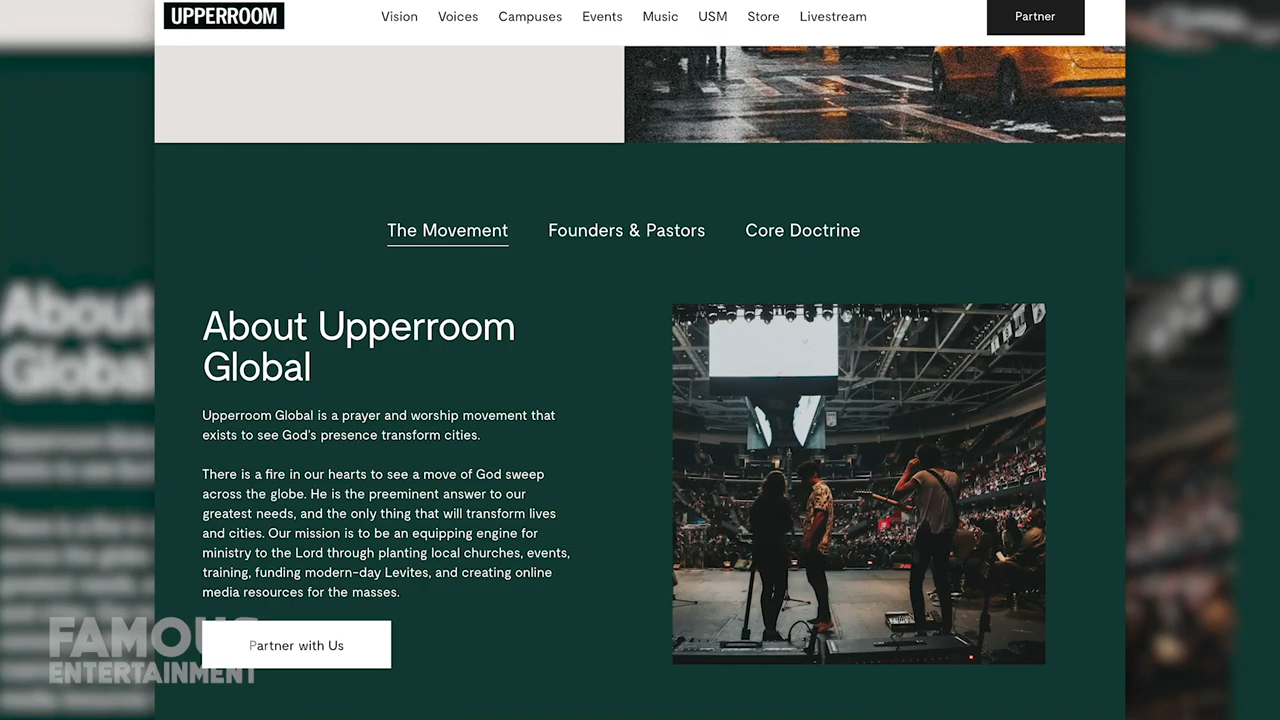 UPPERROOM
Vision Voices Campuses Events Music USM Store Livestream
Partner
The Movement Founders & Pastors Core Doctrine
About Upperroom
Global
Upperroom Global is a prayer and worship movement that
exists to see God's presence transform cities.
There is a fire in our hearts to see a move of God sweep
across the globe. He is the preeminent answer to our
greatest needs, and the only thing that will transform lives
and cities. Our mission is to be an equipping engine for
ministry to the Lord through planting local churches, events,
training, funding modern-day Levites, and creating online
media resources for the masses.
Partner with Us
FAMOUS
ENTERTAINMENT
About
Global